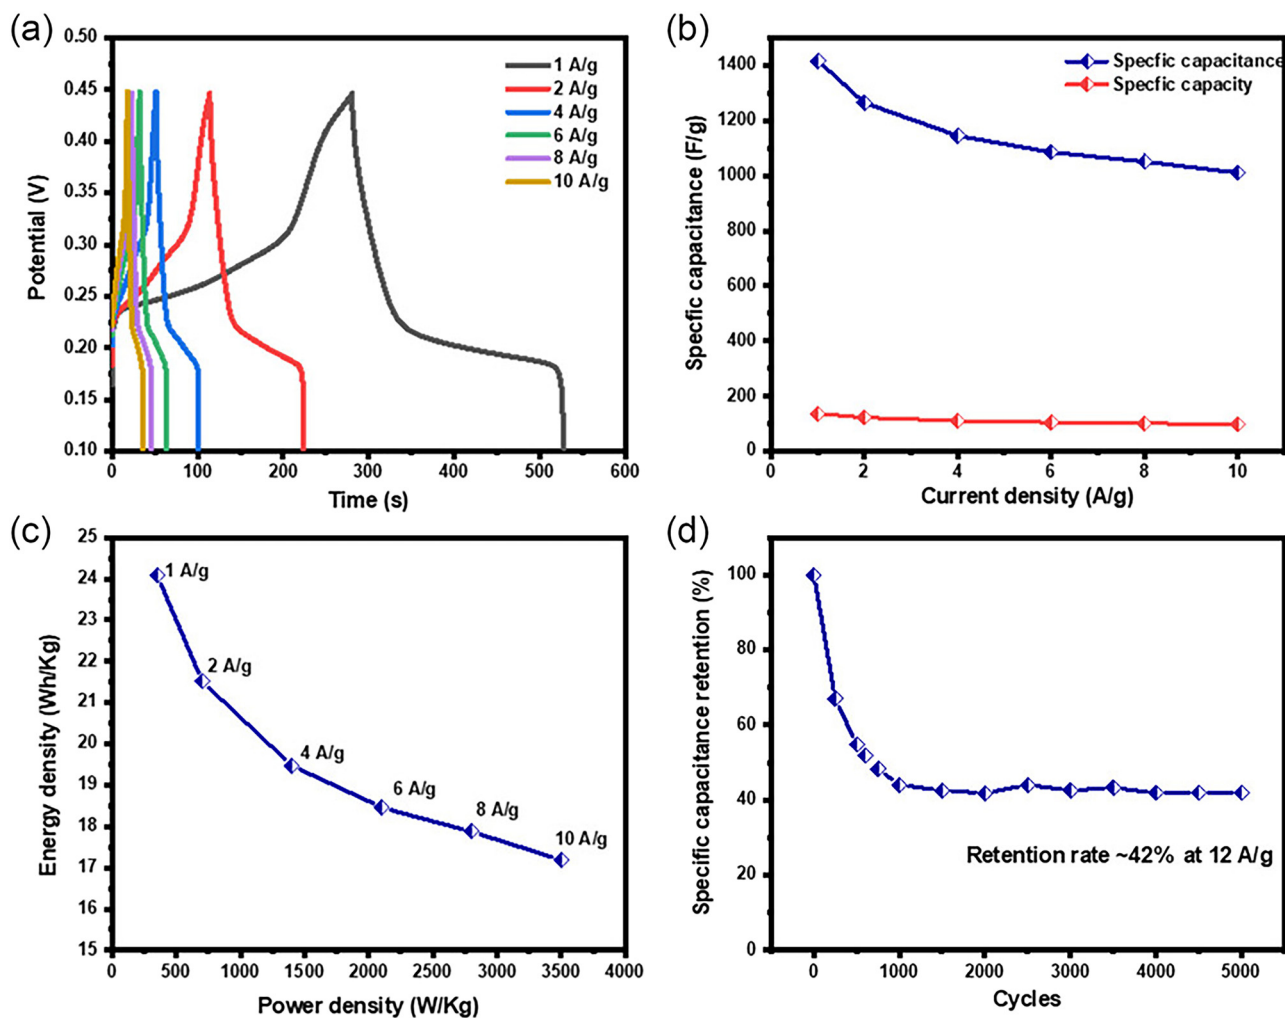 (a)
0.50
0.45
0.40
0.35
0.30
0.25
0.20
0.15
0.10
Potential (V)
1 A/g
2 A/g
4 A/g
6 A/g
8 A/g
10 A/g
0 100 200 300 400 500 600
Time (s)
(b)
1400
1200
1000
800
600
400
200
0
Specfic capacitance (F/g)
Specfic capacitance
Specfic capacity
0 2 4 6 8 10
Current density (A/g)
(c)
25
24
23
22
21
20
19
18
17
16
15
Energy density (Wh/Kg)
1 A/g
2 A/g
4 A/g
6 A/g
8 A/g
10 A/g
0 500 1000 1500 2000 2500 3000 3500 4000
Power density (W/Kg)
(d)
100
80
60
40
20
0
Specific capacitance retention (%)
Retention rate ~42% at 12 A/g
0 1000 2000 3000 4000 5000
Cycles